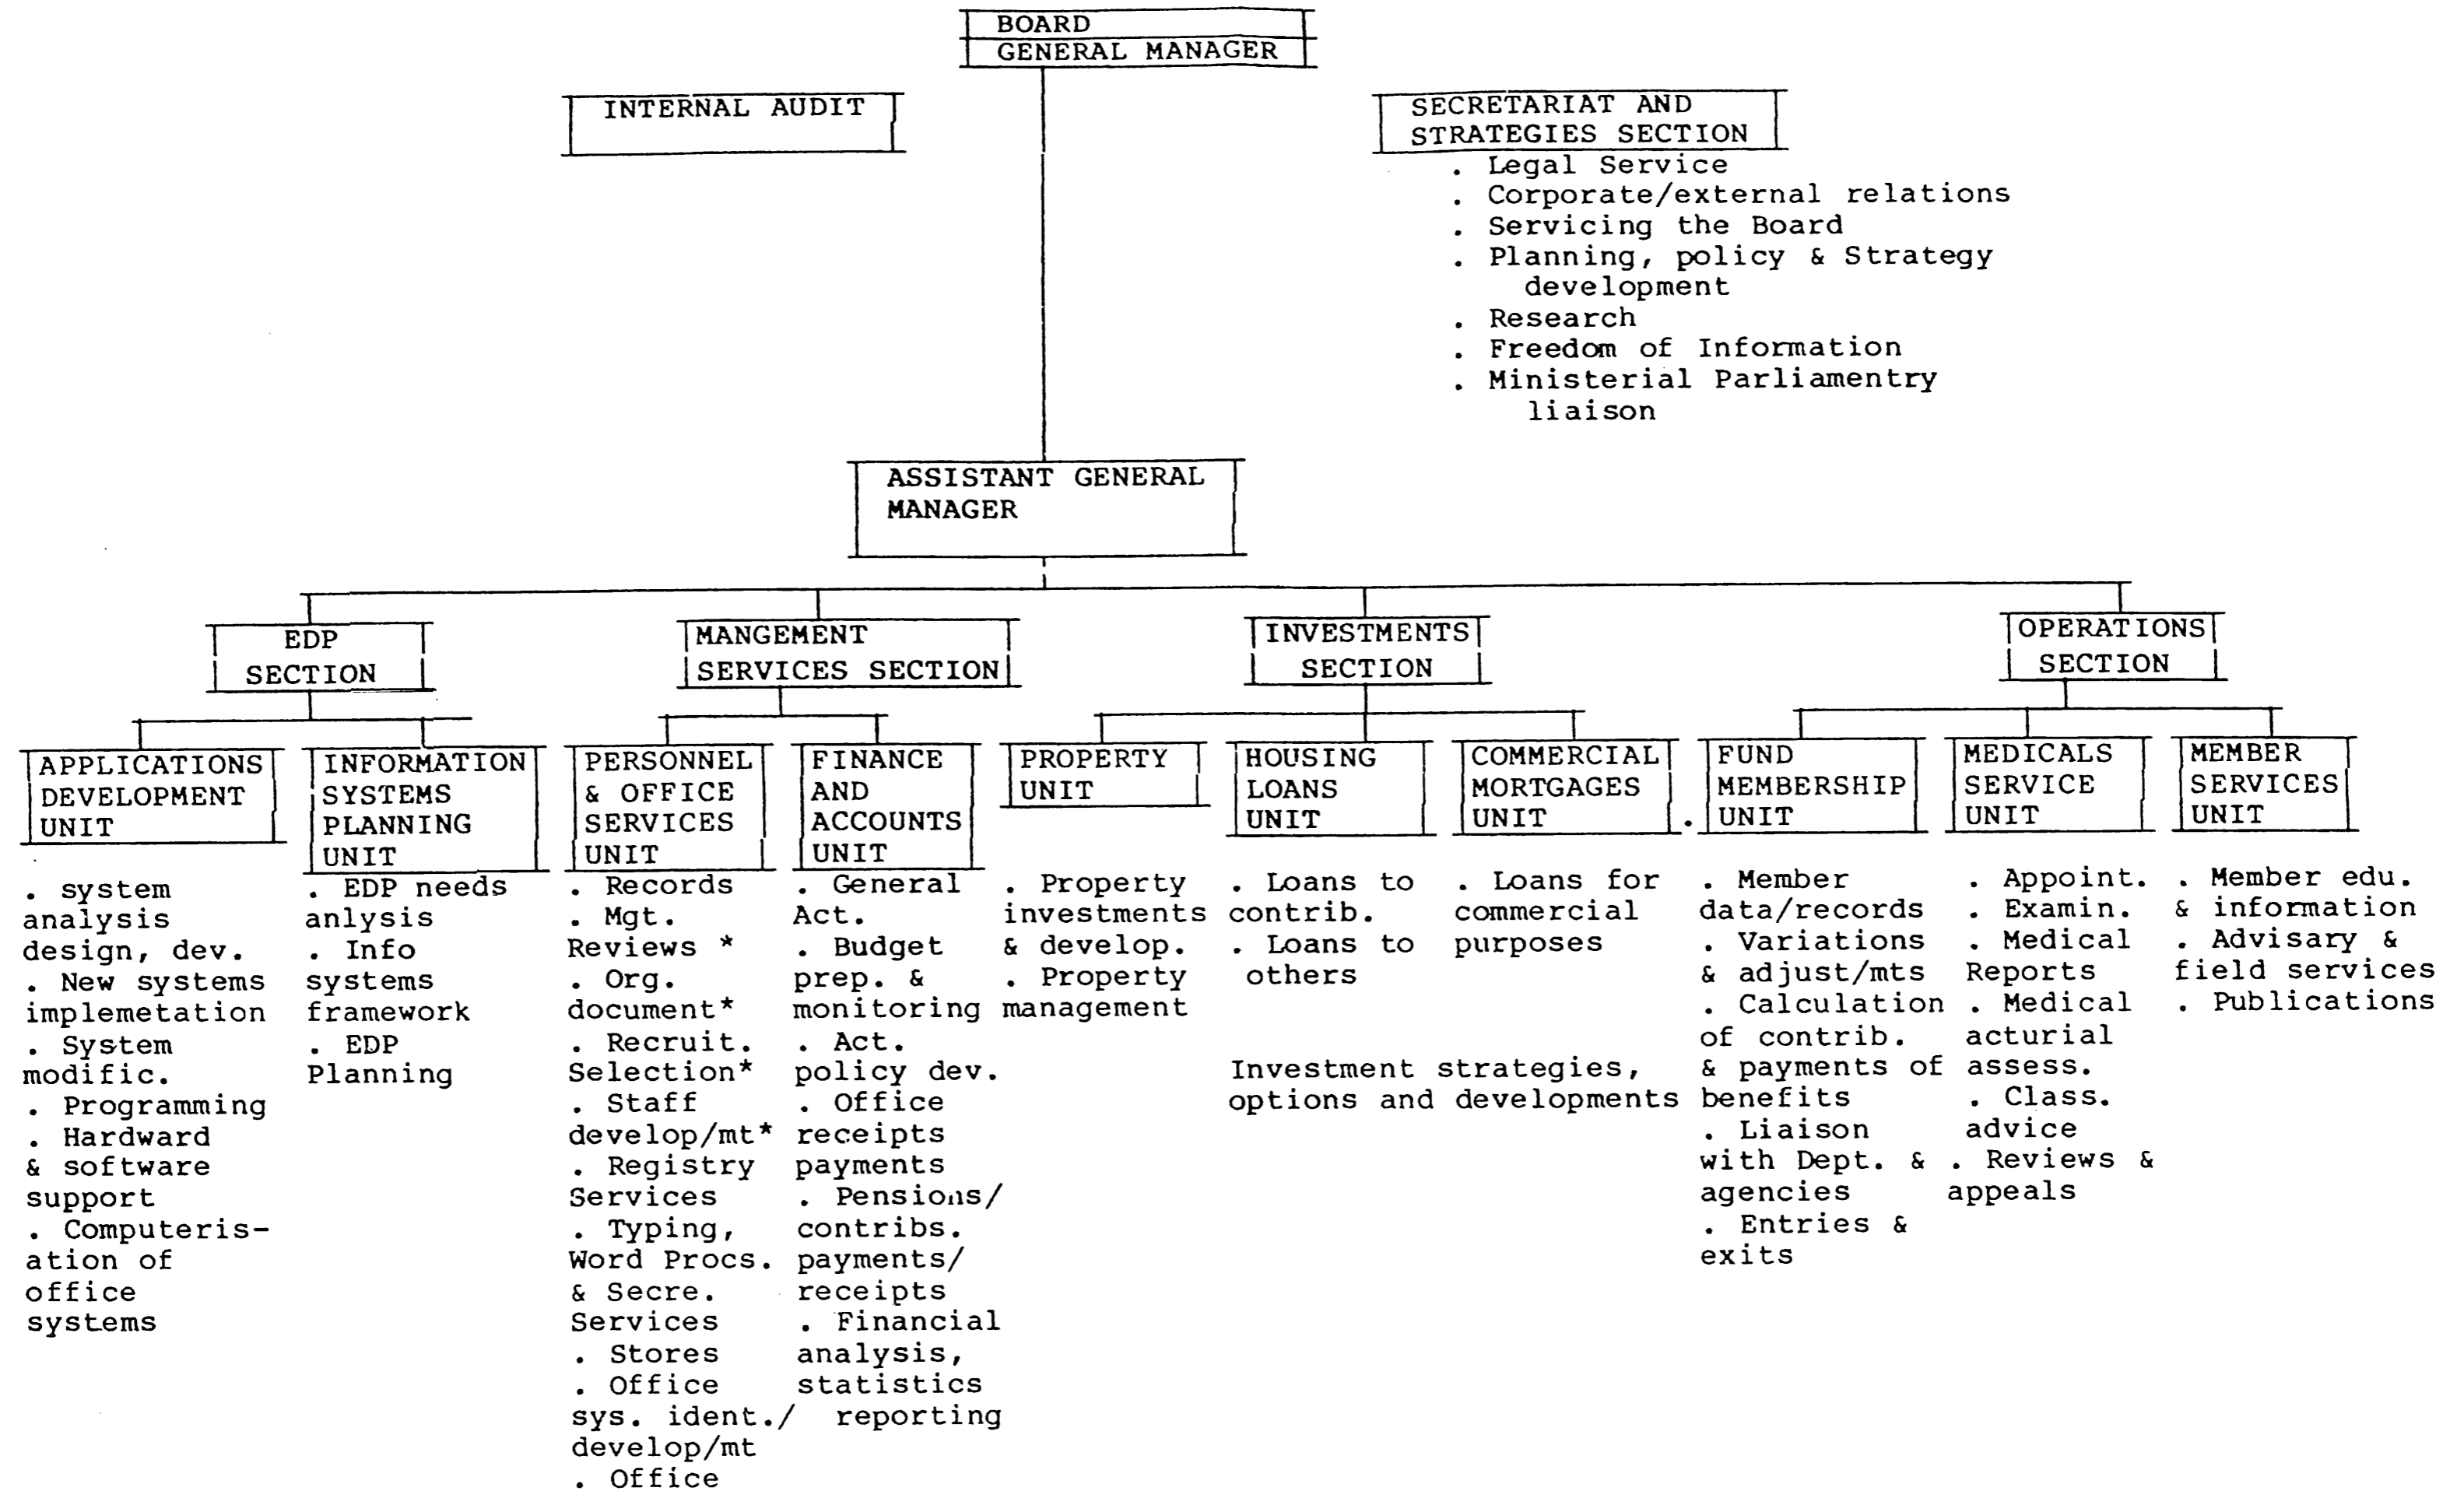 BOARD
GENERAL MANAGER
INTERNAL AUDIT
SECRETARIAT AND
STRATEGIES SECTION
. Legal Service
. Corporate/external relations
. Servicing the Board
. Planning, policy & Strategy
development
. Research
. Freedom of Information
. Ministerial Parliamentry
liaison
ASSISTANT GENERAL
MANAGER
EDP
SECTION
MANGEMENT
SERVICES SECTION
INVESTMENTS
SECTION
OPERATIONS
SECTION
APPLICATIONS
DEVELOPMENT
UNIT
. system
analysis
design, dev.
. New systems
implemetation
. System
modific.
. Programming
. Hardware
& software
support
. Computeris-
ation of
office
systems
INFORMATION
SYSTEMS
PLANNING
UNIT
. EDP needs
anlysis
. Info
systems
framework
. EDP
Planning
PERSONNEL
& OFFICE
SERVICES
UNIT
. Records
. Mgt.
Reviews *
. Org.
document*
. Recruit.
Selection*
. Staff
develop/mt*
. Registry
Services
. Typing,
Word Procs.
& Secre.
Services
. Stores
. Office
sys. ident./
develop/mt
. Office
FINANCE
AND
ACCOUNTS
UNIT
. General
Act.
. Budget
prep. &
monitoring
. Act.
policy dev.
. Office
receipts
payments
. Pensions/
contribs.
payments/
receipts
. Financial
analysis,
statistics
reporting
PROPERTY
UNIT
. Property
investments
& develop.
. Property
management
HOUSING
LOANS
UNIT
. Loans to
contrib.
. Loans to
others
COMMERCIAL
MORTGAGES
UNIT
. Loans for
commercial
purposes
Investment strategies,
options and developments
FUND
MEMBERSHIP
UNIT
. Member
data/records
. Variations
& adjust/mts
. Calculation
of contrib.
& payments of
benefits
. Liaison
with Dept. &
agencies
. Entries &
exits
MEDICALS
SERVICE
UNIT
. Appoint.
. Examin.
. Medical
Reports
. Medical
acturial
assess.
. Class.
advice
. Reviews &
appeals
MEMBER
SERVICES
UNIT
. Member edu.
& information
. Advisary &
field services
. Publications